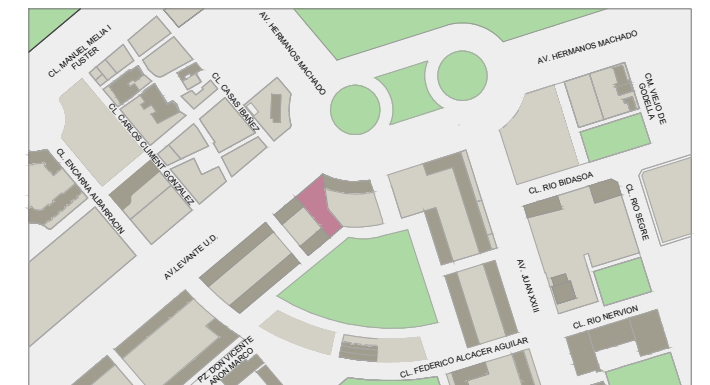 CL. MANUEL MELIA I
FUSTER
AV. HERMANOS MACHADO
AV. HERMANOS MACHADO
CL. CASAS IBAÑEZ
CM. VIEJO DE
GODELLA
CL. CARLOS CLIMENT GONZALEZ
CL. ENCARNA ALBARRACIN
CL. RIO BIDASOA
CL. RIO SEGRE
AV.LEVANTE U.D.
AV. JUAN XXIII
CL. RIO NERVION
PZ. DON VICENTE
AÑON MARCO
CL. FEDERICO ALCACER AGUILAR